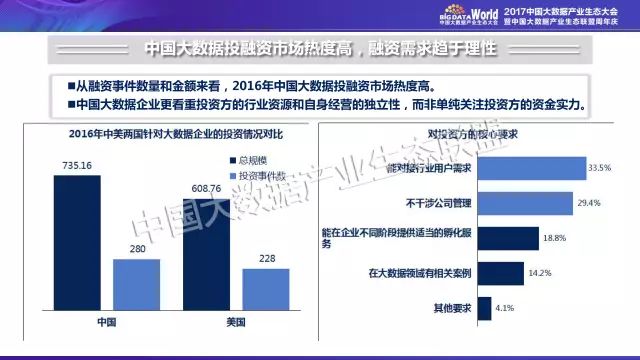 BIGDATA World
中国大数据产业生态大会
2017中国大数据产业生态大会
暨中国大数据产业生态联盟周年庆
中国大数据投融资市场热度高，融资需求趋于理性
■从融资事件数量和金额来看，2016年中国大数据投融资市场热度高。
■中国大数据企业更看重投资方的行业资源和自身经营的独立性，而非单纯关注投资方的资金实力。
2016年中美两国针对大数据企业的投资情况对比
735.16
总规模
投资事件数
608.76
280
228
中国
美国
对投资方的核心要求
能对接行业用户需求
33.5%
不干涉公司管理
29.4%
能在企业不同阶段提供适当的孵化服
务
18.8%
在大数据领域有相关案例
14.2%
其他要求
4.1%
中国大数据产业生态联盟